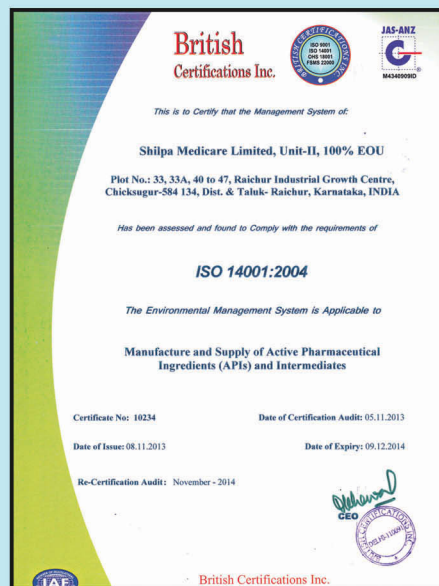 British
Certifications Inc.
BRITISH CERTIFICATIONS INC
ISO 9001
ISO 14001
OHS 18001
FSMS 22000
JAS-ANZ
C
®
M4340909ID
This is to Certify that the Management System of:
Shilpa Medicare Limited, Unit-II, 100% EOU
Plot No.: 33, 33A, 40 to 47, Raichur Industrial Growth Centre,
Chicksugur-584 134, Dist. & Taluk- Raichur, Karnataka, INDIA
Has been assessed and found to Comply with the requirements of
ISO 14001:2004
The Environmental Management System is Applicable to
Manufacture and Supply of Active Pharmaceutical
Ingredients (APIs) and Intermediates
Certificate No: 10234
Date of Certification Audit: 05.11.2013
Date of Issue: 08.11.2013
Date of Expiry: 09.12.2014
Re-Certification Audit: November - 2014
CEO
IAF
British Certifications Inc.